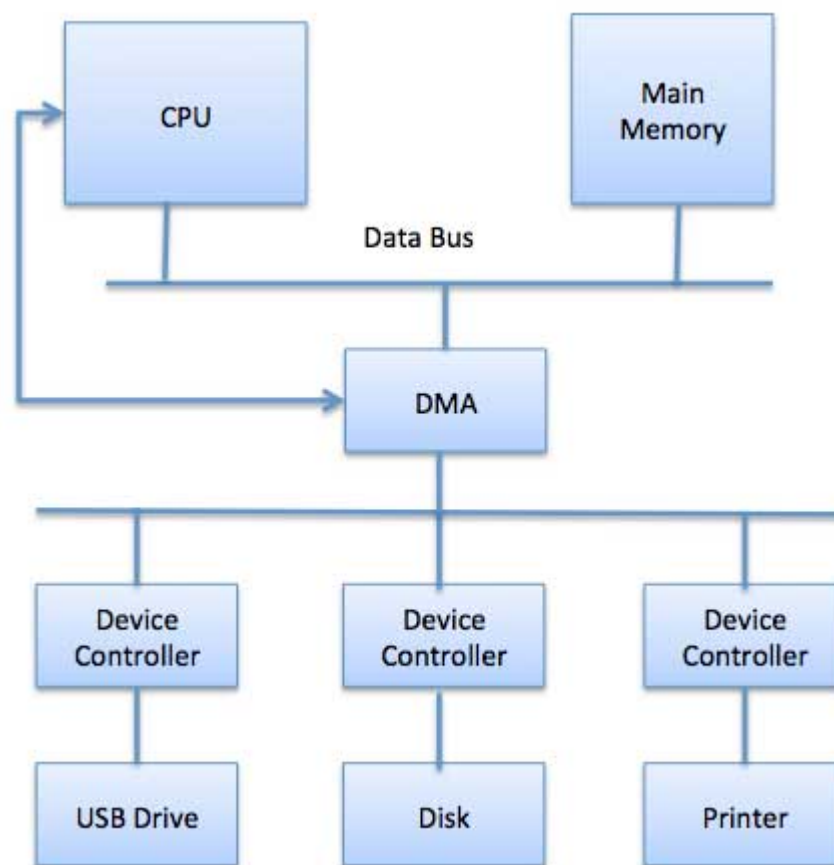 CPU
Main
Memory
Data Bus
DMA
Device
Controller
Device
Controller
Device
Controller
USB Drive
Disk
Printer